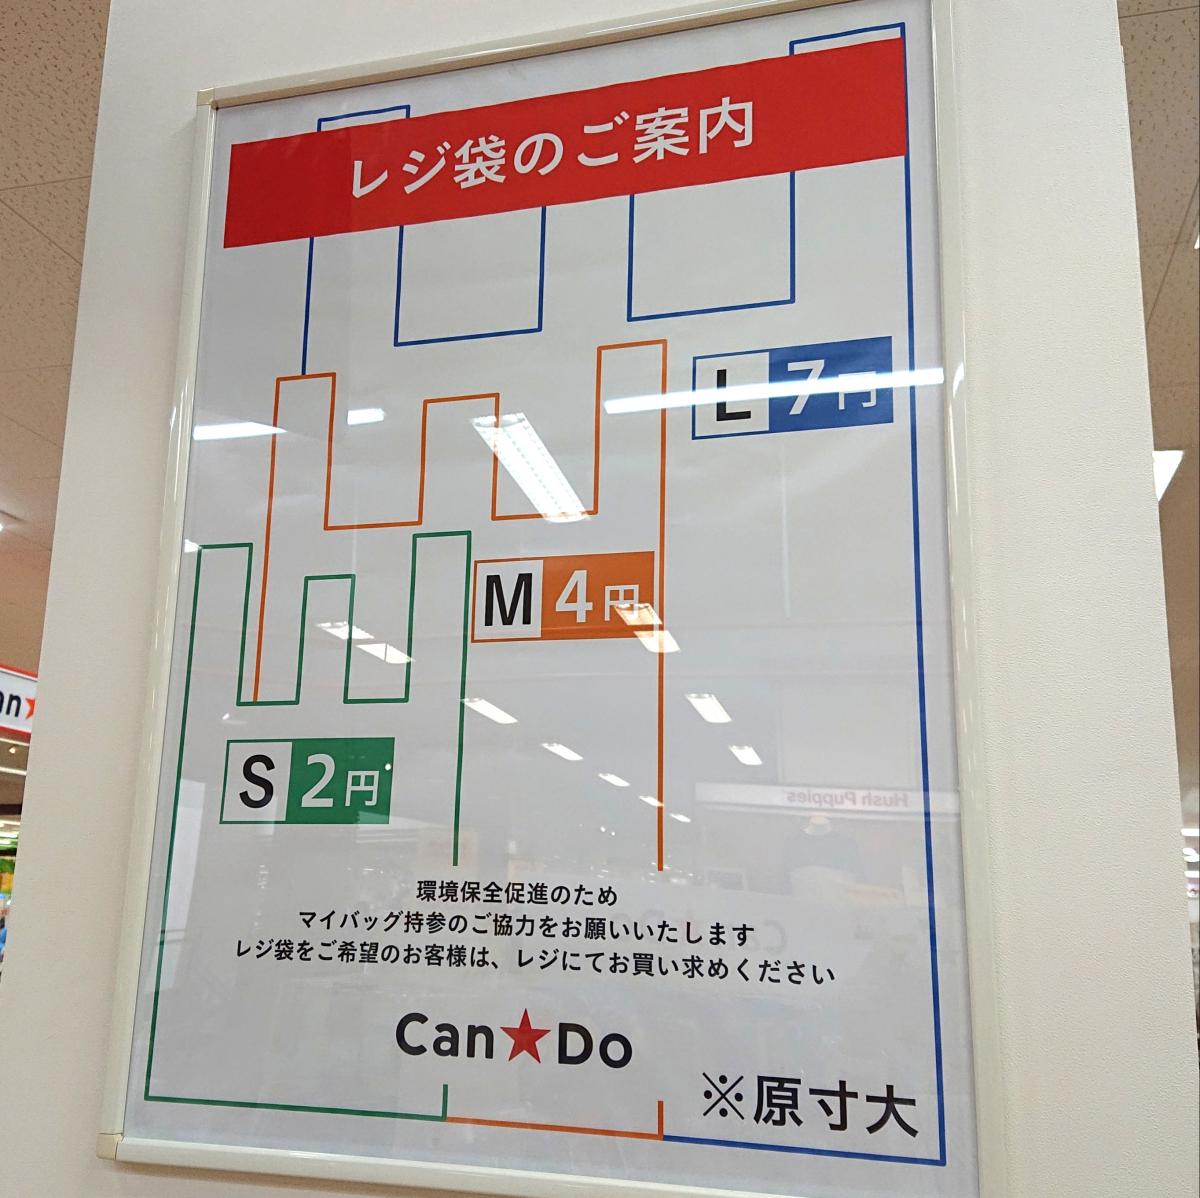 レジ袋のご案内
L 7円
M 4円
S 2円
環境保全促進のため
マイバッグ持参のご協力をお願いいたします
レジ袋をご希望のお客様は、レジにてお買い求めください
Can★Do
※原寸大
Hush Puppies
an★